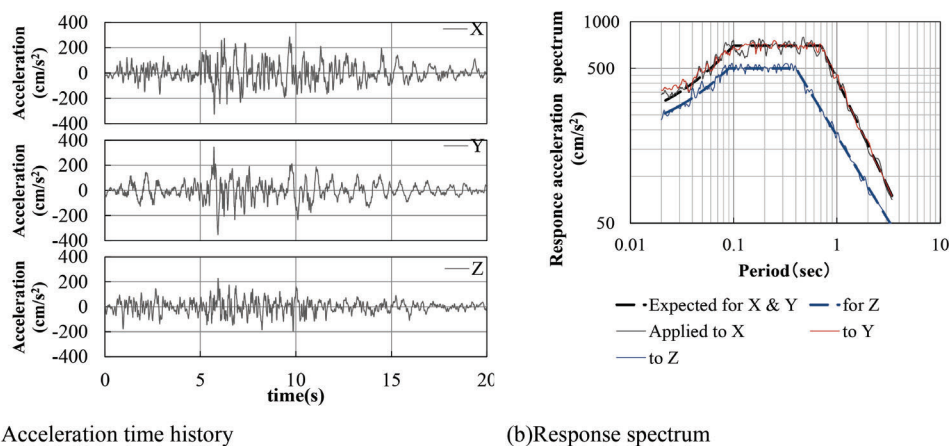 400
200
0
-200
-400
Acceleration
(cm/s²)
X
400
200
0
-200
-400
Acceleration
(cm/s²)
Y
400
200
0
-200
-400
Acceleration
(cm/s²)
Z
0 5 10 15 20
time(s)
Acceleration time history
1000
500
50
Responce acceleration spectrum
(cm/s²)
0.01 0.1 1 10
Period(sec)
Expected for X & Y for Z
Applied to X to Y
to Z
(b)Response spectrum